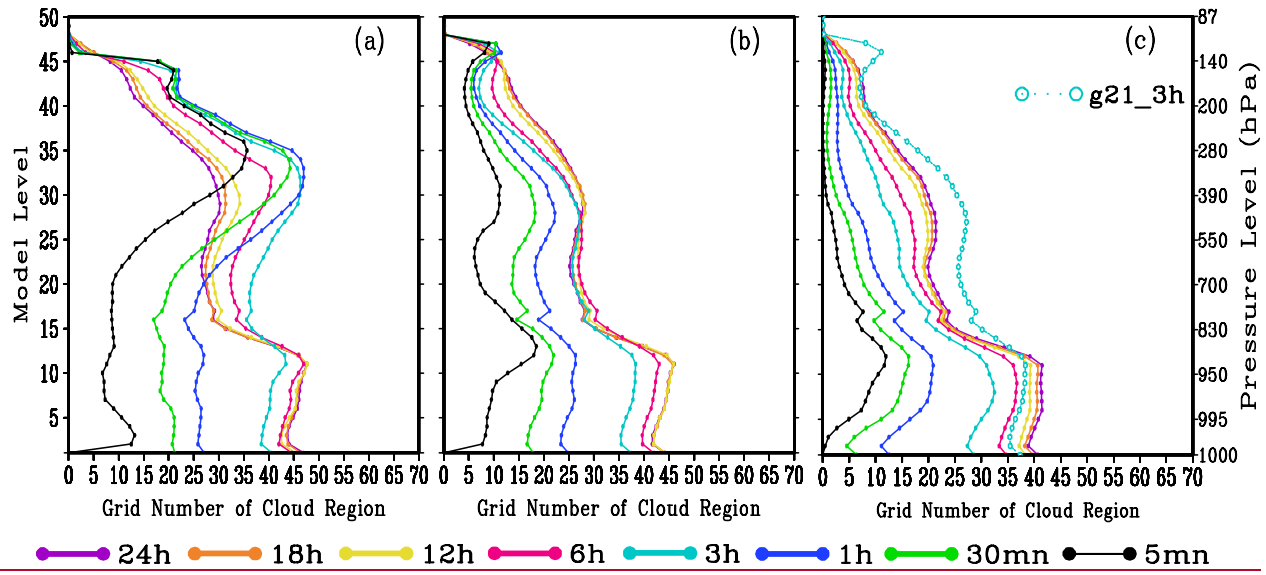 50 45 40 35 30 25 20 15 10 5
Model Level
(a)
0 5 10 15 20 25 30 35 40 45 50 55 60 65 70
Grid Number of Cloud Region
(b)
0 5 10 15 20 25 30 35 40 45 50 55 60 65 70
Grid Number of Cloud Region
(c)
g21_3h
0 5 10 15 20 25 30 35 40 45 50 55 60 65 70
Grid Number of Cloud Region
87 140 200 280 390 550 700 830 950 995 1000
Pressure Level (hPa)
24h 18h 12h 6h 3h 1h 30mn 5mn